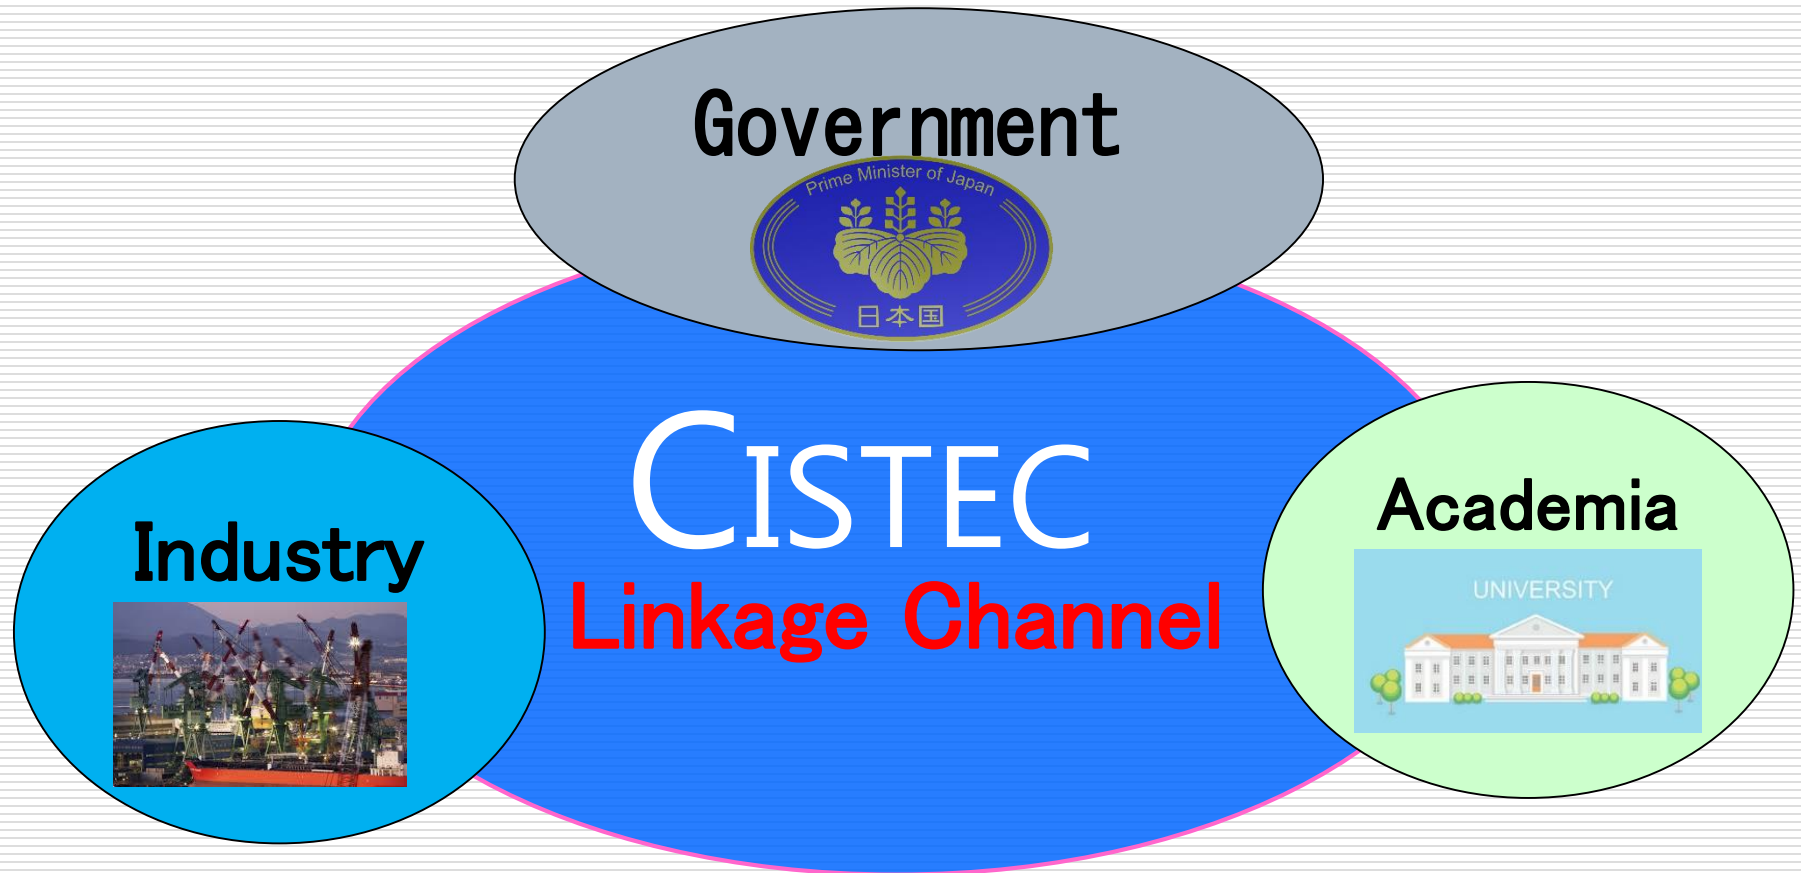 Government
Prime Minister of Japan
日本国
CISTEC
Linkage Channel
Industry
Academia
UNIVERSITY